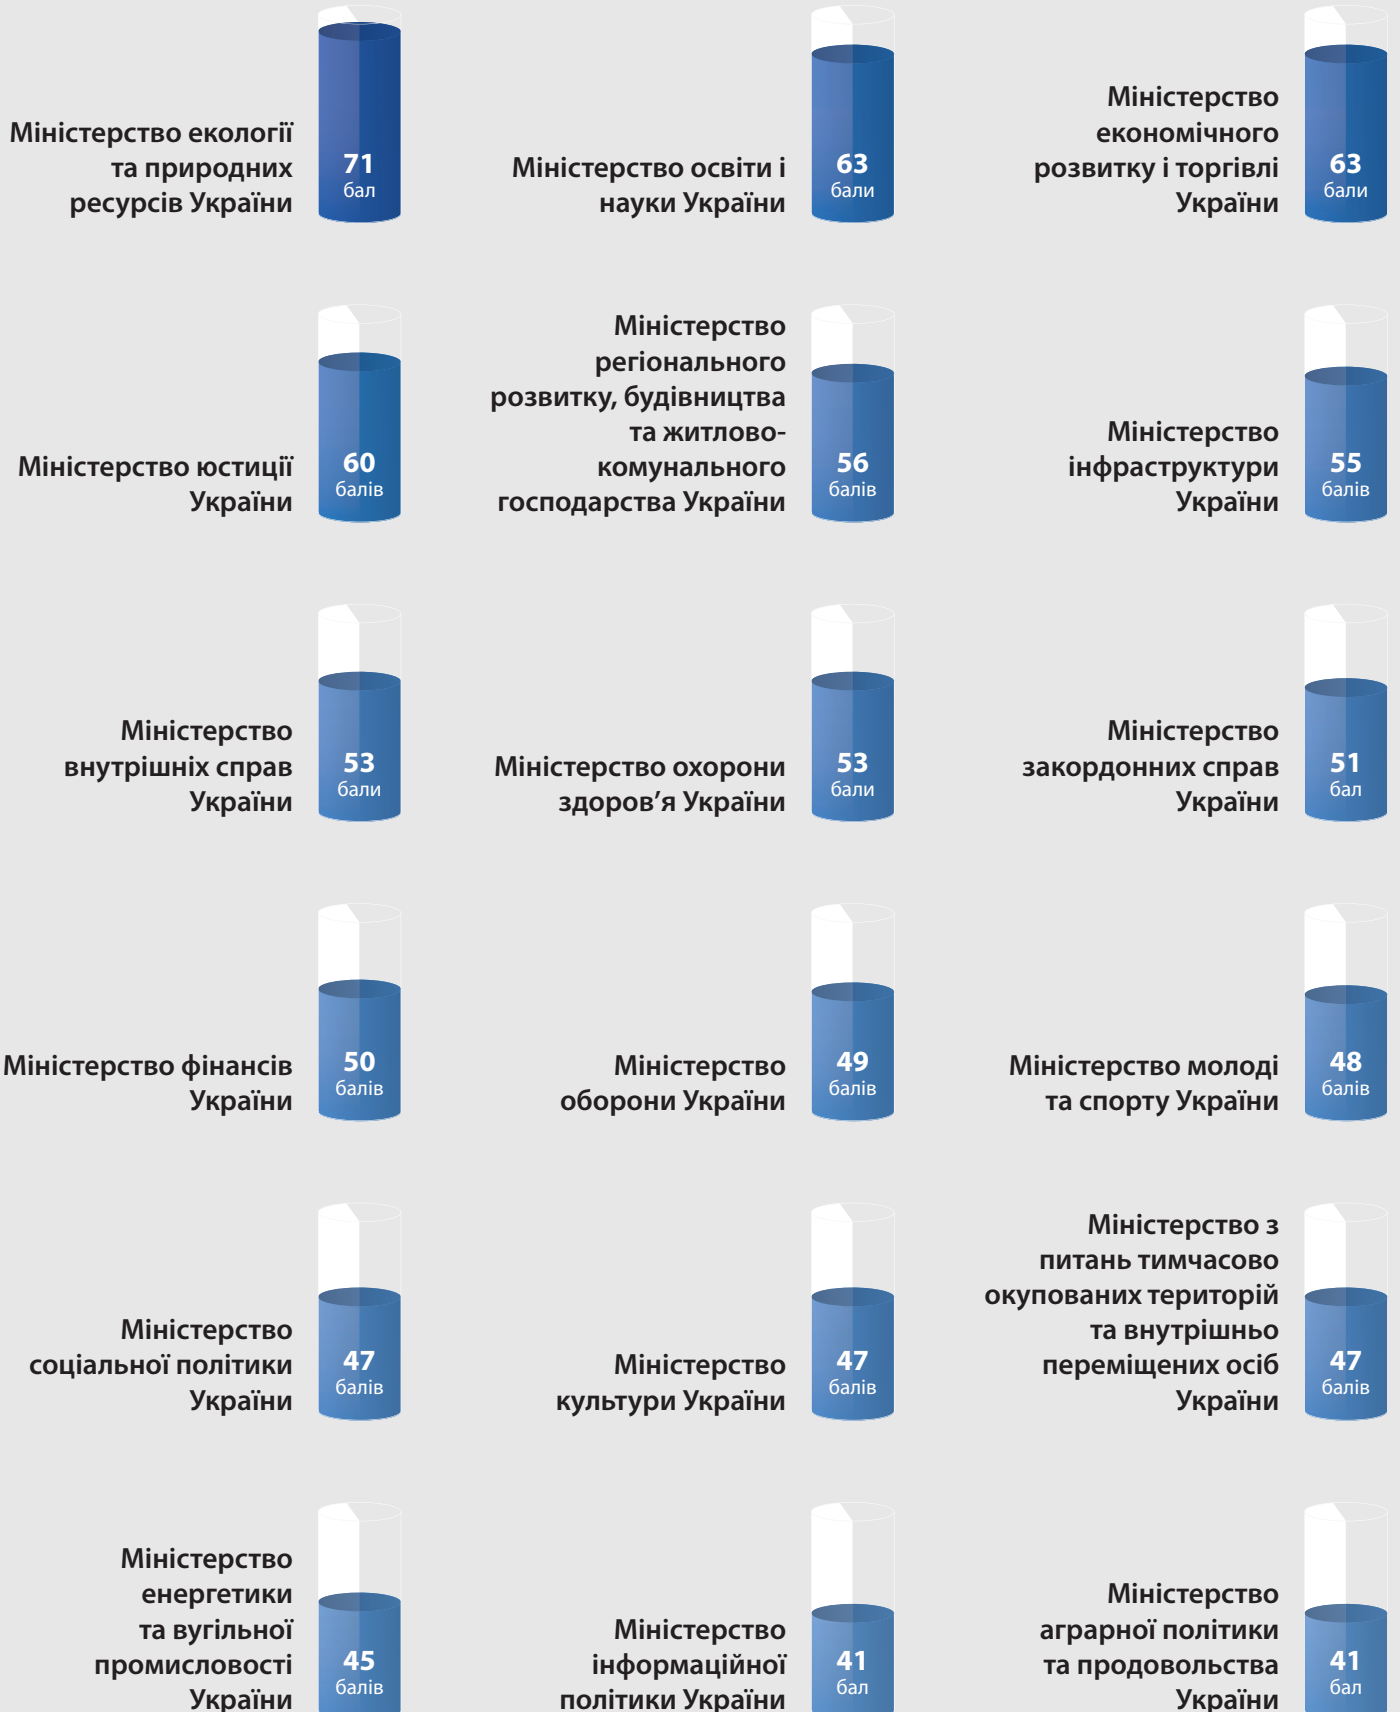 Міністерство екології
та природних
ресурсів України
71
бал
Міністерство освіти і
науки України
63
бали
Міністерство
економічного
розвитку і торгівлі
України
63
бали
Міністерство юстиції
України
60
балів
Міністерство
регіонального
розвитку, будівництва
та житлово-
комунального
господарства України
56
балів
Міністерство
інфраструктури
України
55
балів
Міністерство
внутрішніх справ
України
53
бали
Міністерство охорони
здоров’я України
53
бали
Міністерство
закордонних справ
України
51
бал
Міністерство фінансів
України
50
балів
Міністерство
оборони України
49
балів
Міністерство молоді
та спорту України
48
балів
Міністерство
соціальної політики
України
47
балів
Міністерство
культури України
47
балів
Міністерство з
питань тимчасово
окупованих територій
та внутрішньо
переміщених осіб
України
47
балів
Міністерство
енергетики
та вугільної
промисловості
України
45
балів
Міністерство
інформаційної
політики України
41
бал
Міністерство
аграрної політики
та продовольства
України
41
бал